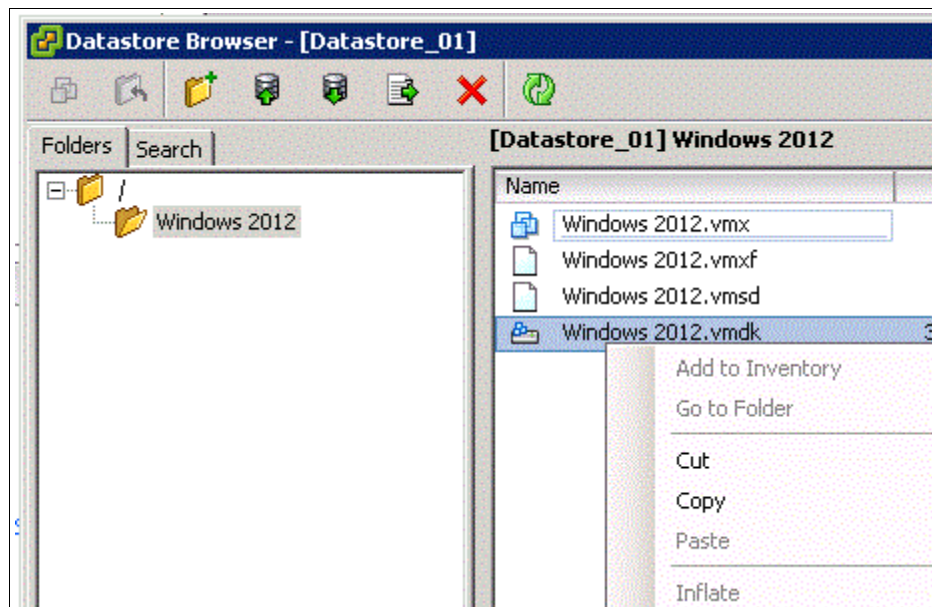 Datastore Browser - [Datastore_01]
Folders
Search
[Datastore_01] Windows 2012
/
Windows 2012
Name
Windows 2012.vmx
Windows 2012.vmxf
Windows 2012.vmsd
Windows 2012.vmdk
Add to Inventory
Go to Folder
Cut
Copy
Paste
Inflate